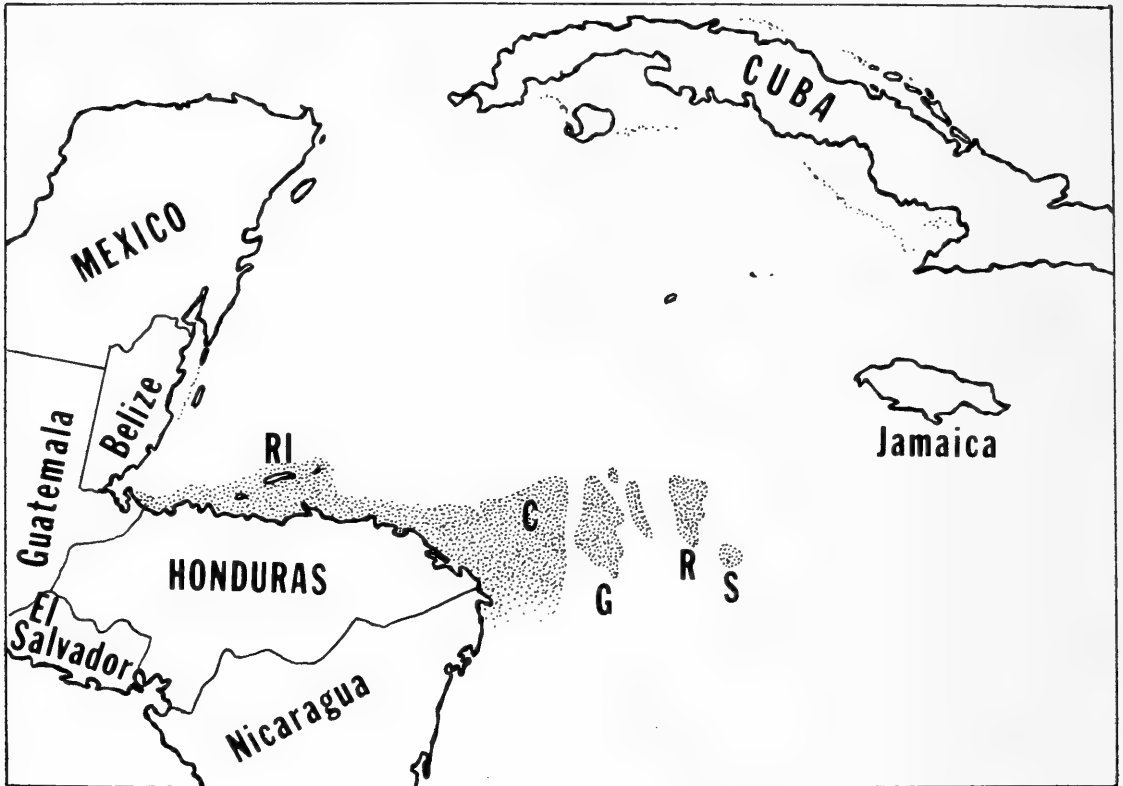 CUBA
MEXICO
Jamaica
Belize
Guatemala
RI
C
HONDURAS
G
R
S
El
Salvador
Nicaragua